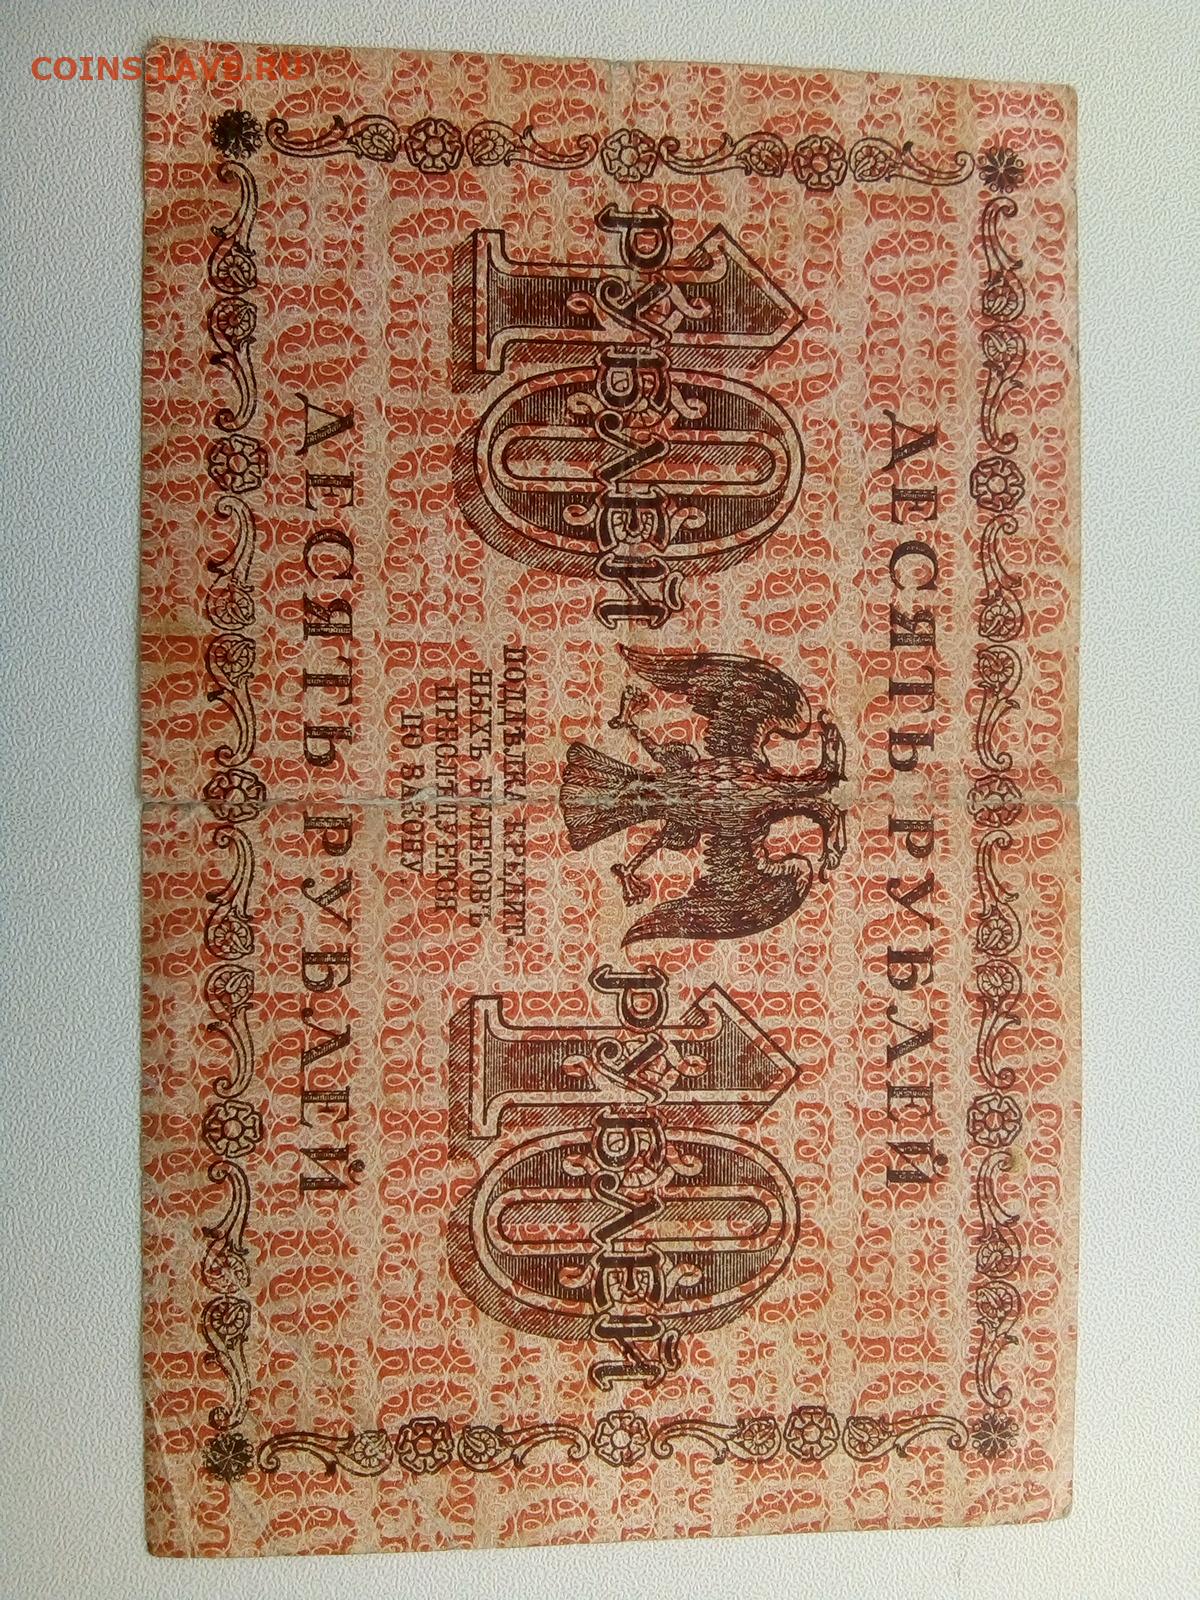 COINS.LAVE.RU
ДЕСЯТЬ РУБЛЕЙ
10 РУБЛЕЙ
10 РУБЛЕЙ
ПОДДѢЛКА КРЕДИТ-
НЫХЪ БИЛЕТОВЪ
ПРЕСЛѢДУЕТСЯ
ПО ЗАКОНУ.
ДЕСЯТЬ РУБЛЕЙ